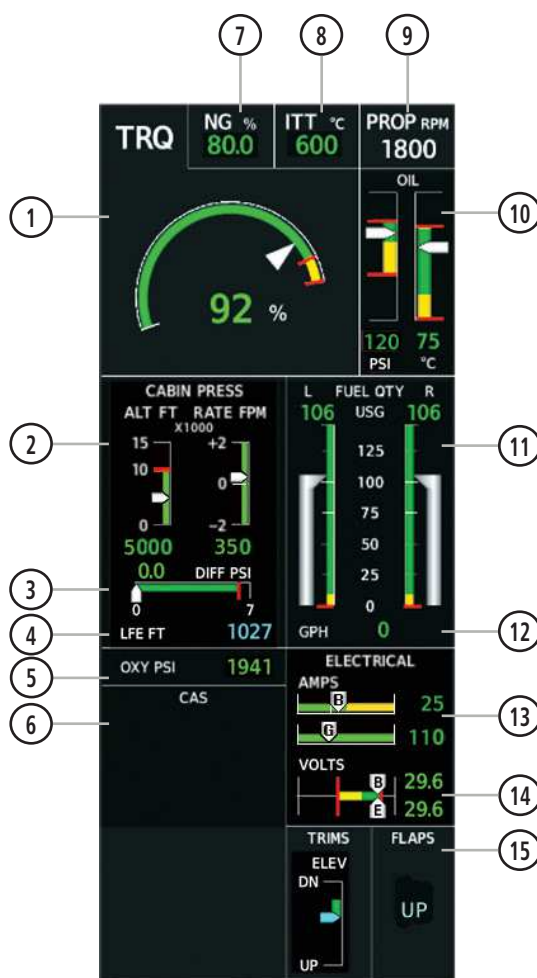 7 8 9
TRQ NG % ITT °C PROP RPM
80.0 600 1800
OIL
1
10
92 %
120 75
PSI °C
CABIN PRESS
ALT FT RATE FPM
X1000
2
15 +2
10 0
0 -2
5000 350
0.0 DIFF PSI
3
0 7
4
LFE FT 1027
L FUEL QTY R
106 USG 106
11
125
100
75
50
25
0
GPH 0
12
5
OXY PSI 1941
6
CAS
ELECTRICAL
AMPS
B 25
13
G 110
VOLTS
B 29.6
14
E 29.6
TRIMS FLAPS
15
ELEV
DN
UP
UP